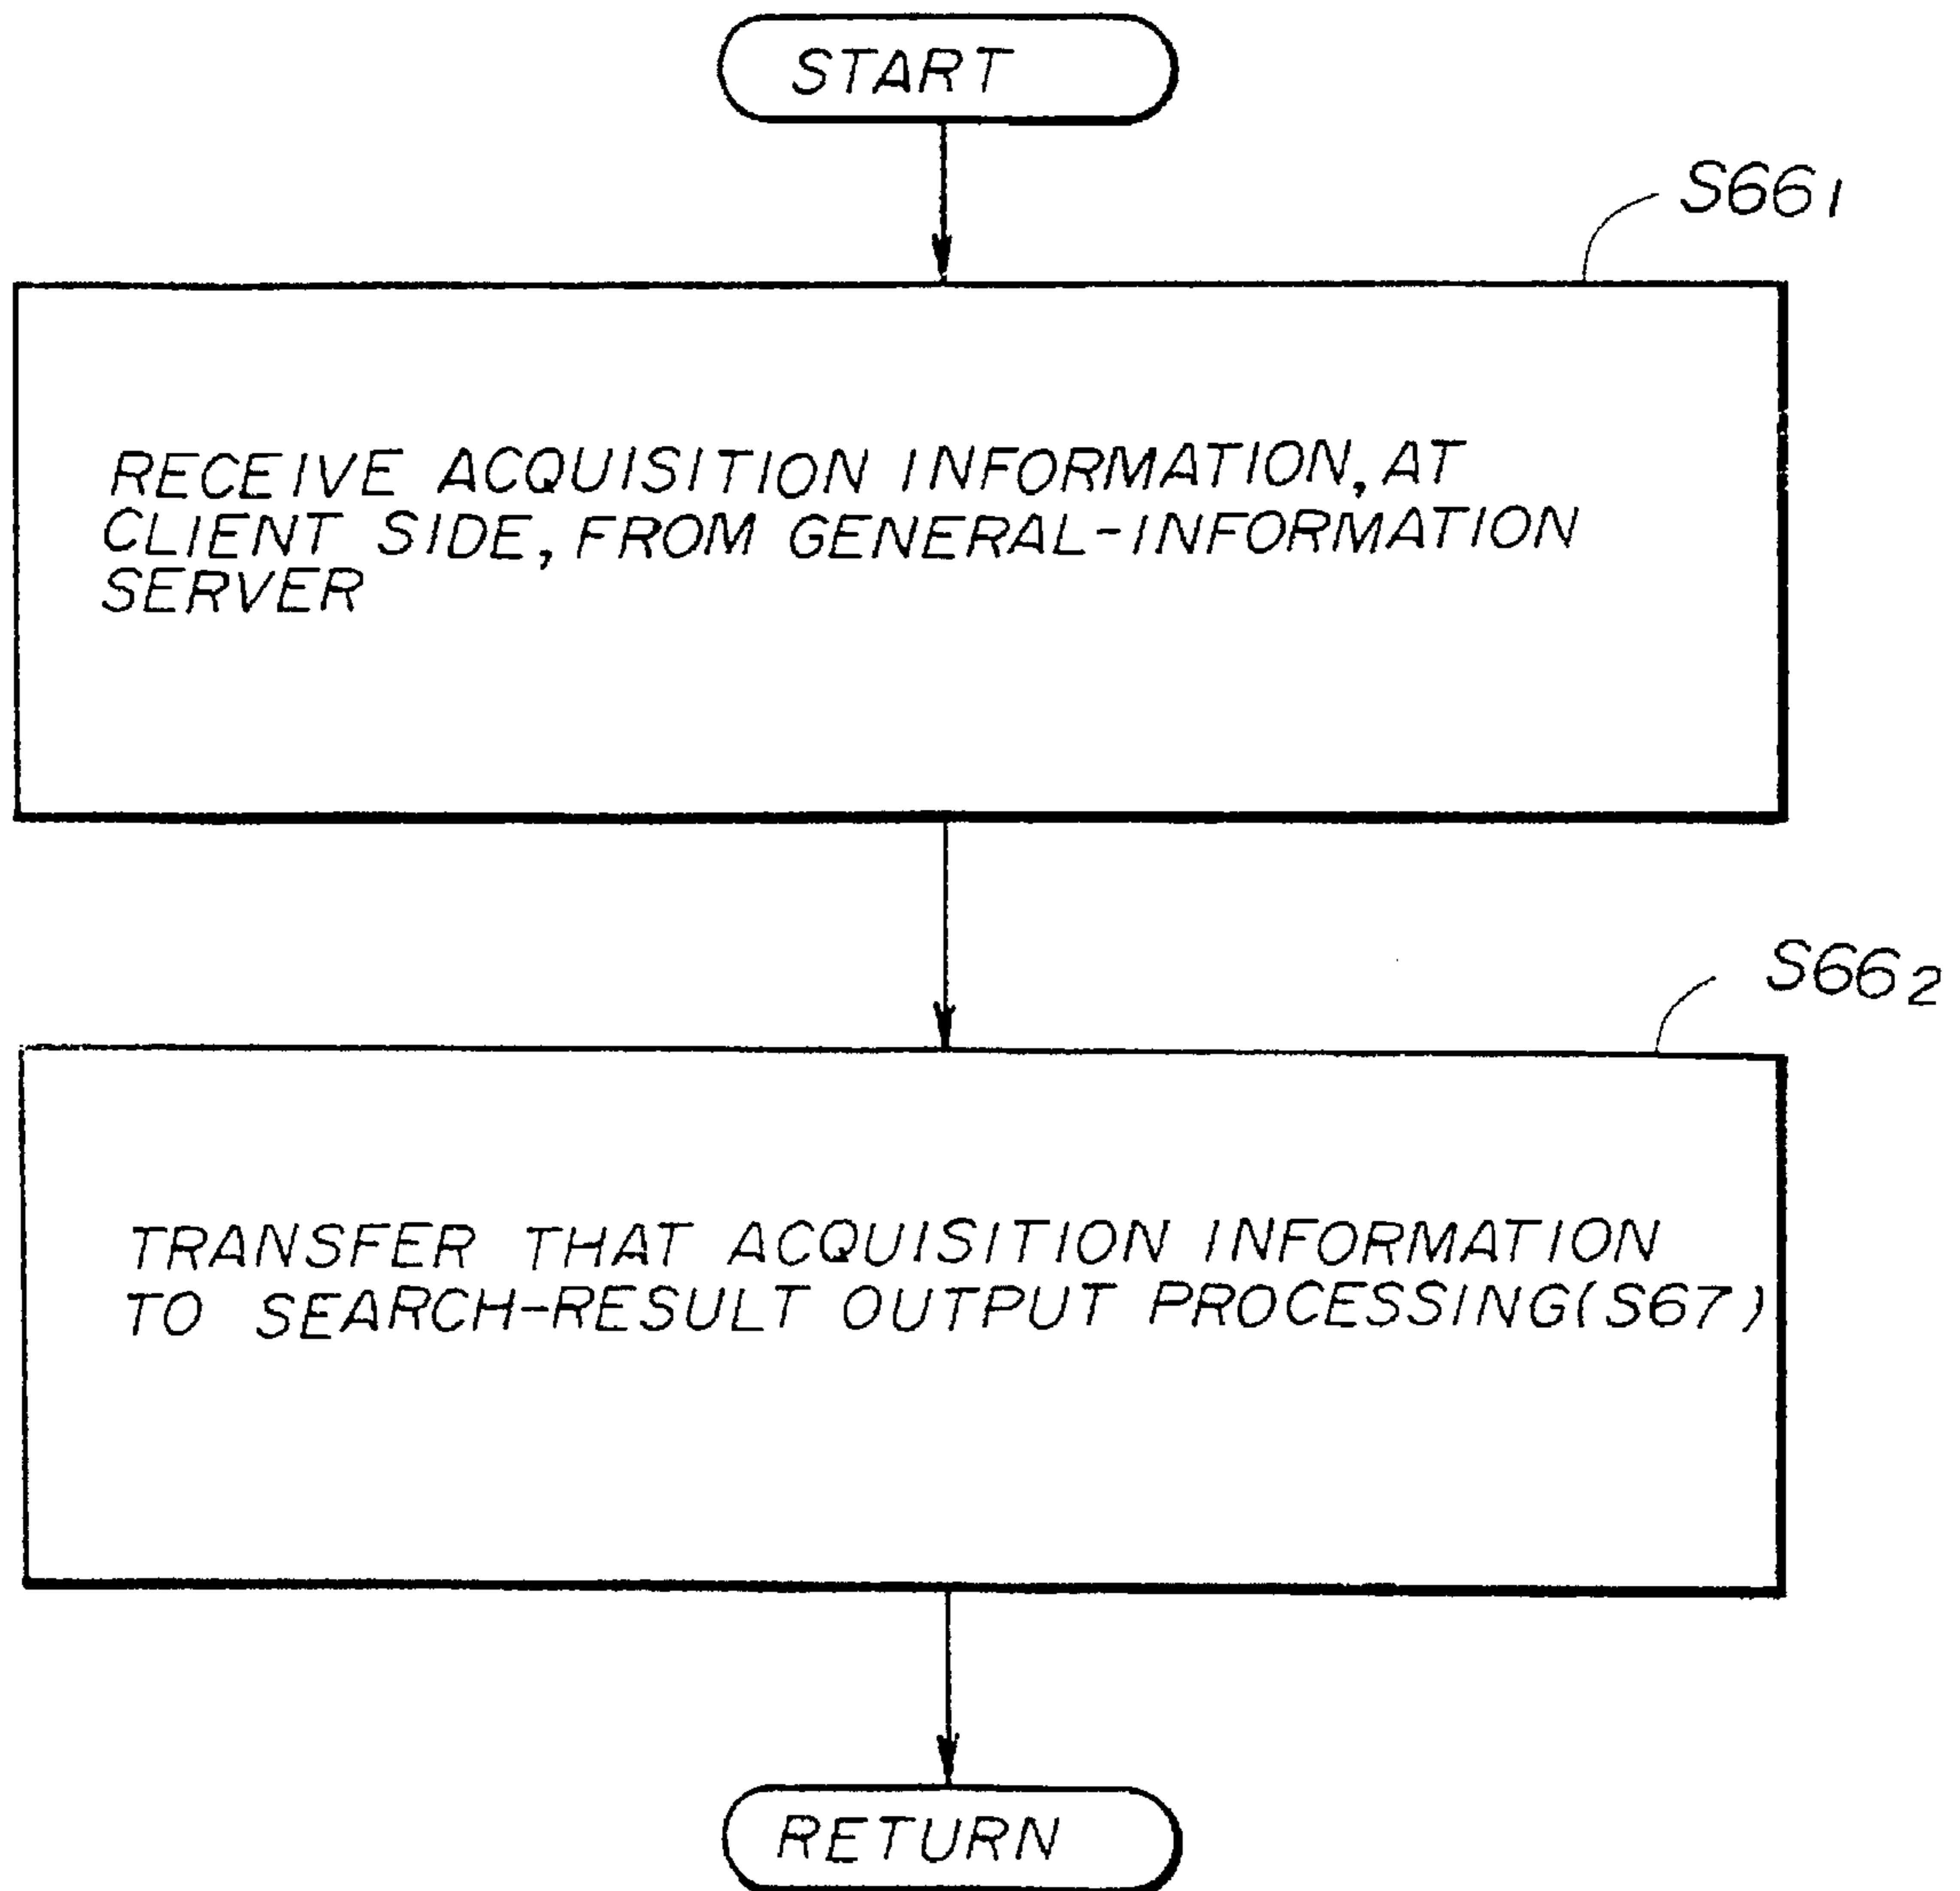 START
S66₁
RECEIVE ACQUISITION INFORMATION, AT
CLIENT SIDE, FROM GENERAL-INFORMATION
SERVER
S66₂
TRANSFER THAT ACQUISITION INFORMATION
TO SEARCH-RESULT OUTPUT PROCESSING(S67)
RETURN